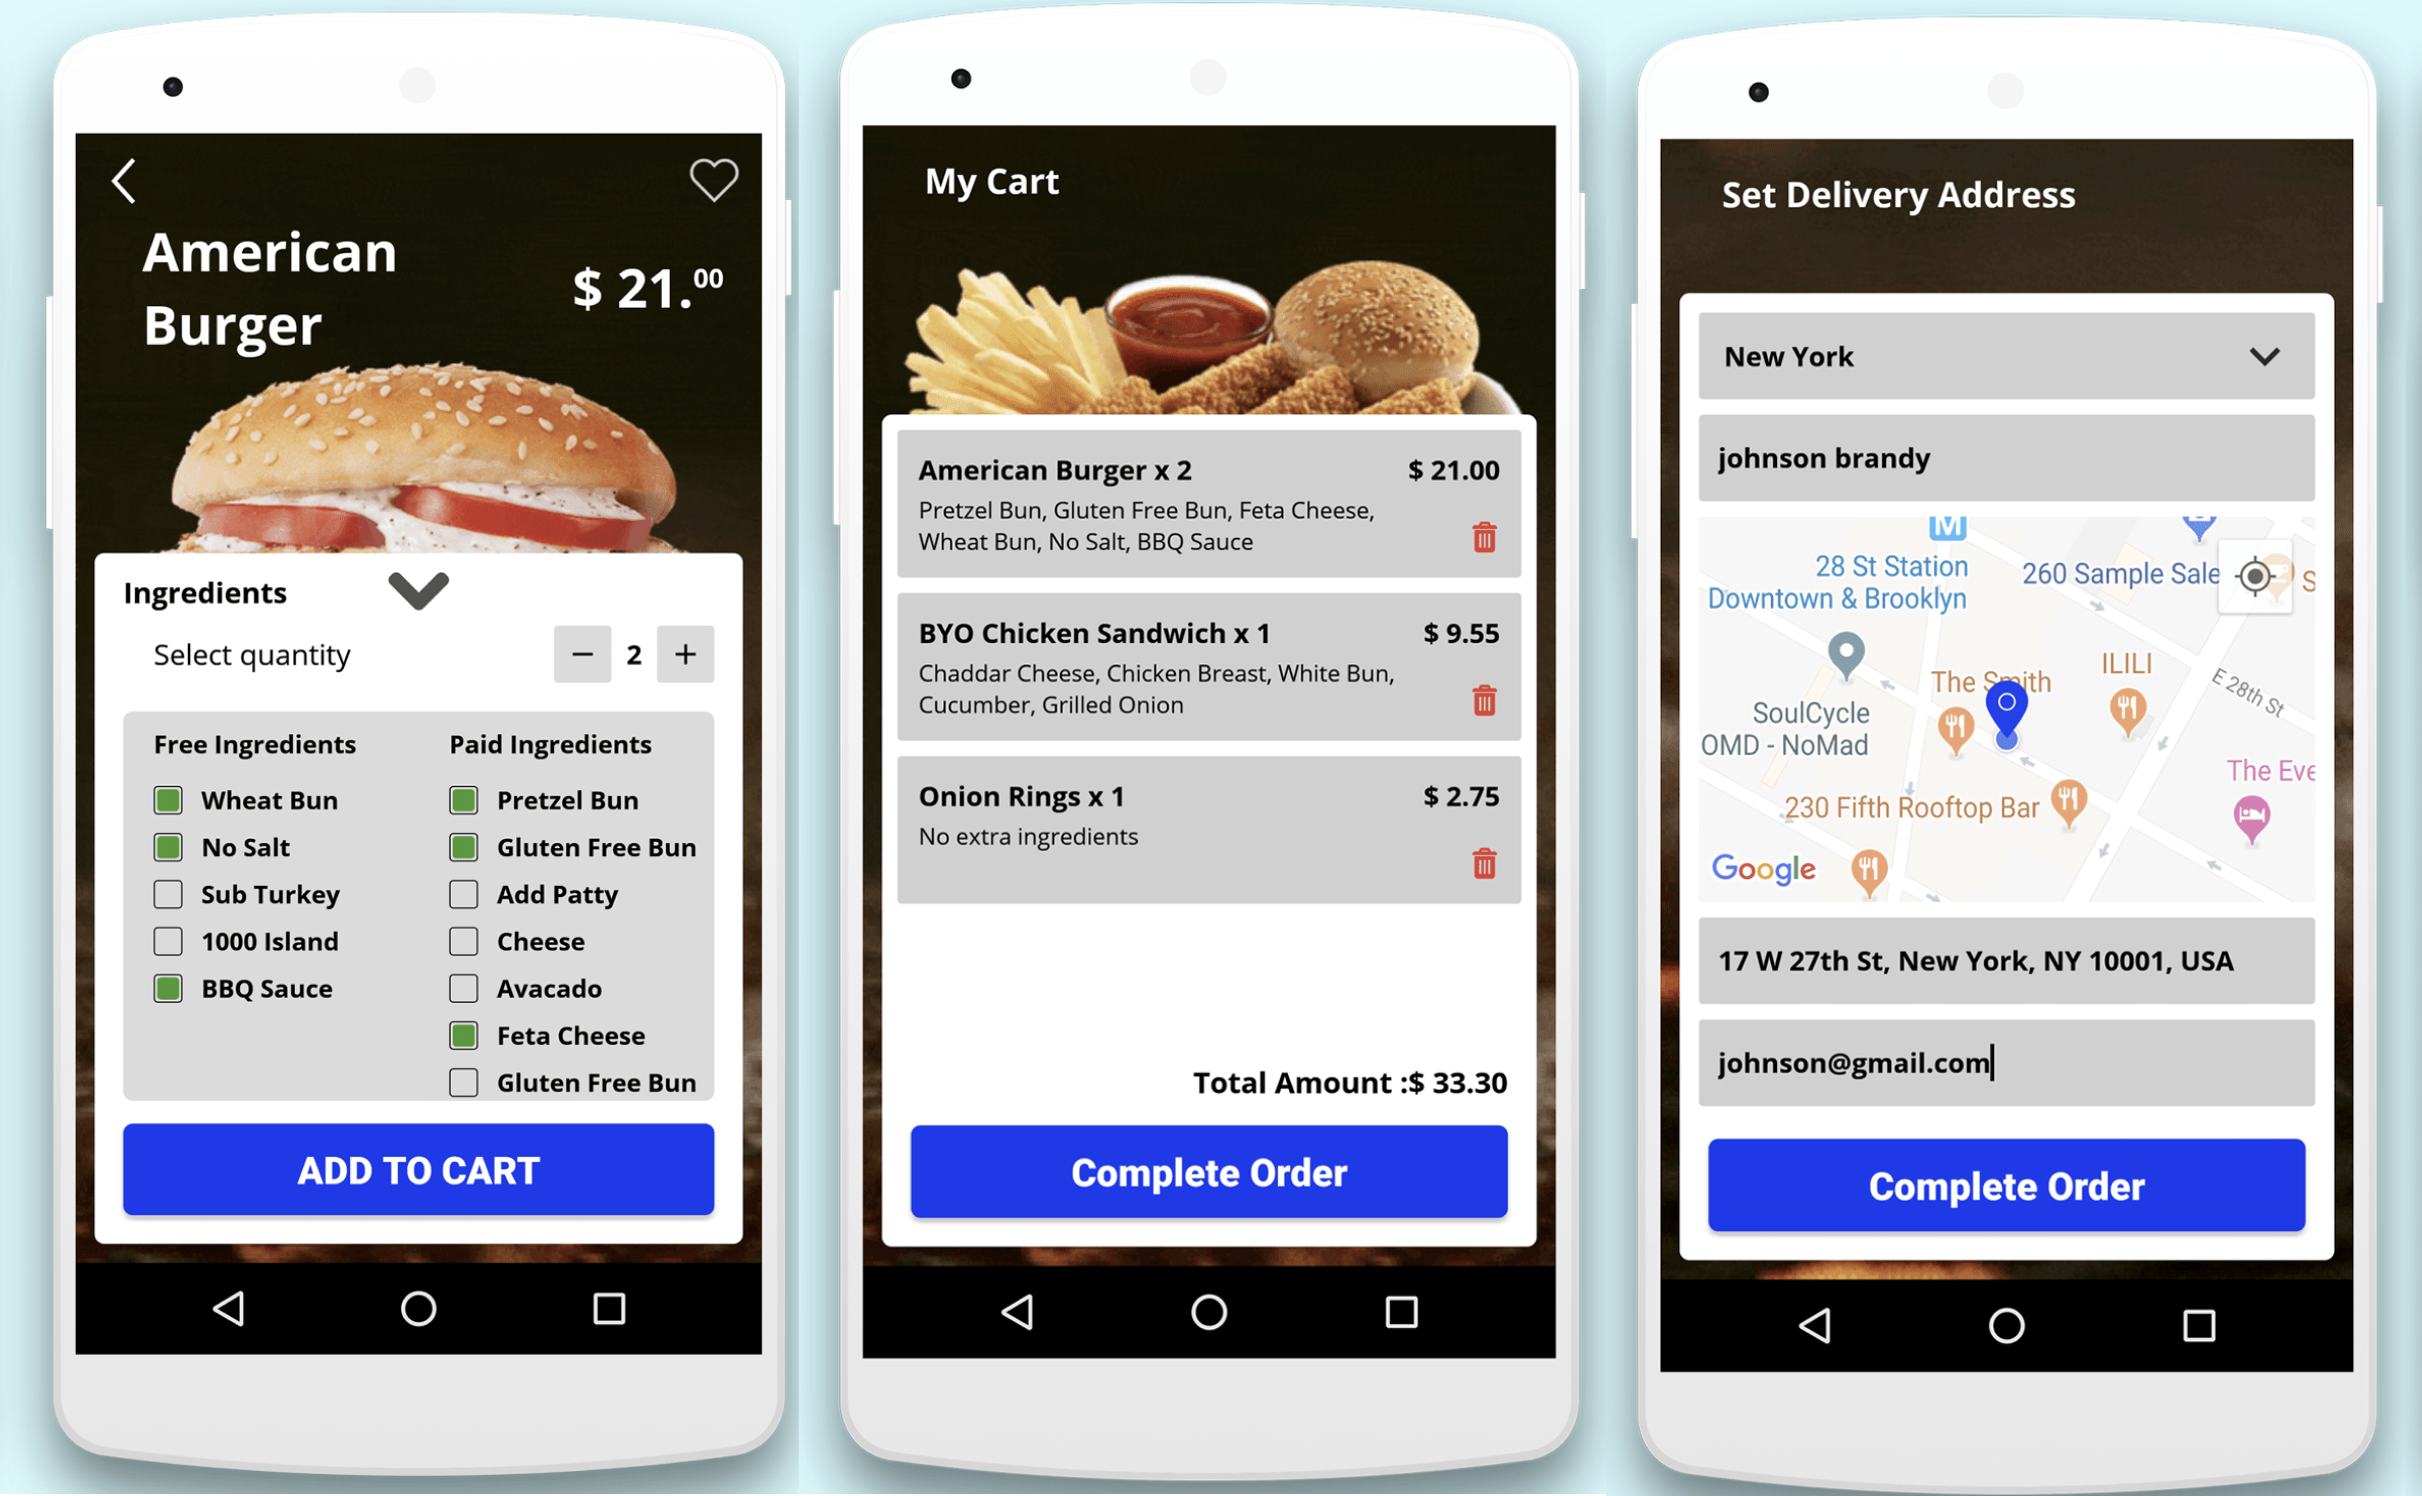 American
Burger
$ 21.00
Ingredients
Select quantity
− 2 +
Free Ingredients
Wheat Bun
No Salt
Sub Turkey
1000 Island
BBQ Sauce
Paid Ingredients
Pretzel Bun
Gluten Free Bun
Add Patty
Cheese
Avacado
Feta Cheese
Gluten Free Bun
ADD TO CART
My Cart
American Burger x 2 $ 21.00
Pretzel Bun, Gluten Free Bun, Feta Cheese,
Wheat Bun, No Salt, BBQ Sauce
BYO Chicken Sandwich x 1 $ 9.55
Chaddar Cheese, Chicken Breast, White Bun,
Cucumber, Grilled Onion
Onion Rings x 1 $ 2.75
No extra ingredients
Total Amount :$ 33.30
Complete Order
Set Delivery Address
New York
johnson brandy
M
28 St Station
Downtown & Brooklyn
260 Sample Sale
S
The Smith
ILILI
E 28th St
SoulCycle
OMD - NoMad
The Eve
230 Fifth Rooftop Bar
Google
17 W 27th St, New York, NY 10001, USA
johnson@gmail.com
Complete Order